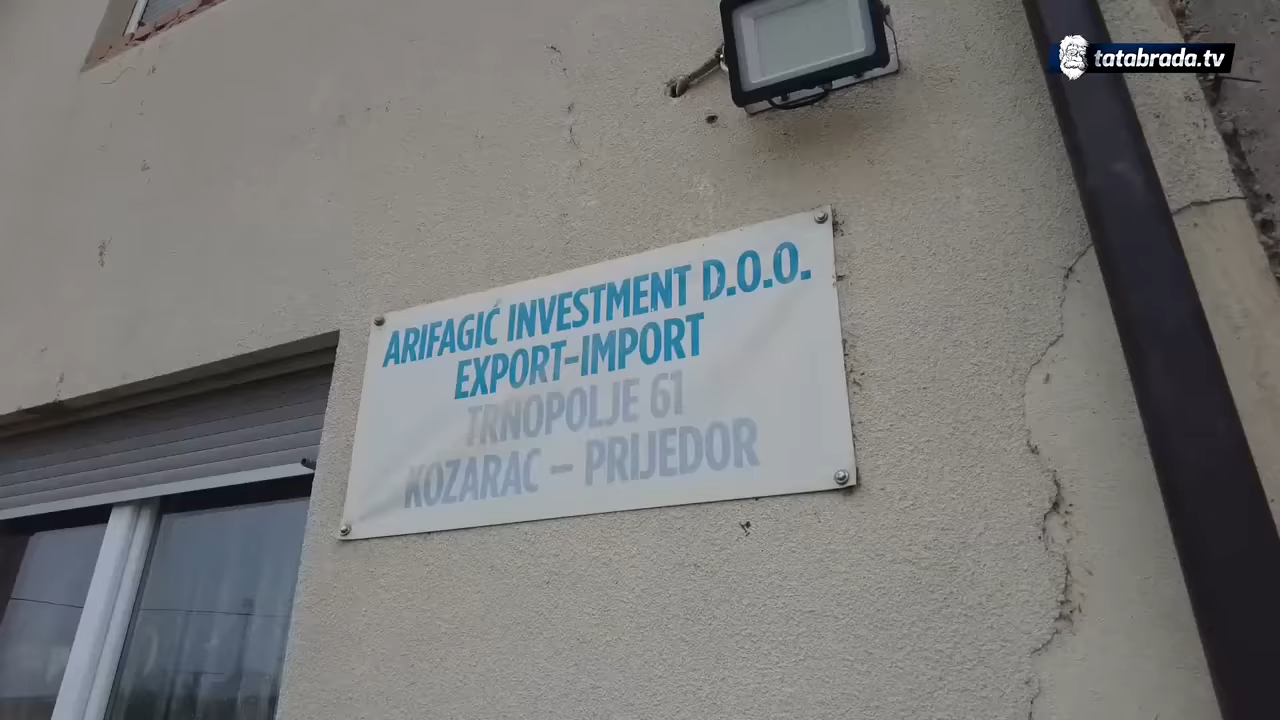 tatabrada.tv
ARIFAGIĆ INVESTMENT D.O.O.
EXPORT-IMPORT
TRNOPOLJE 61
KOZARAC – PRIJEDOR